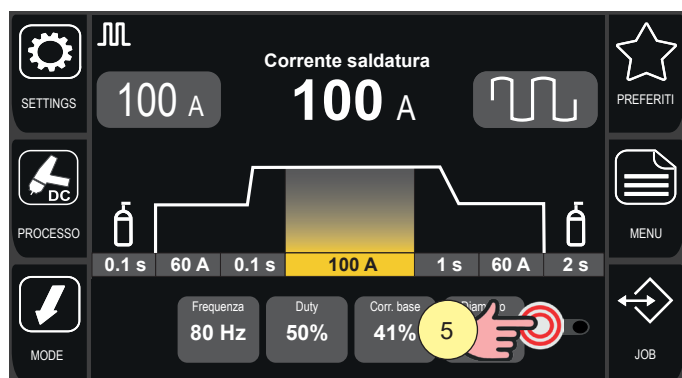 SETTINGS
PROCESSO
DC
MODE
Corrente saldatura
100 A
100 A
0.1 s 60 A 0.1 s 100 A 1 s 60 A 2 s
Frequenza
80 Hz
Duty
50%
Corr. base
41%
5
PREFERITI
MENU
JOB